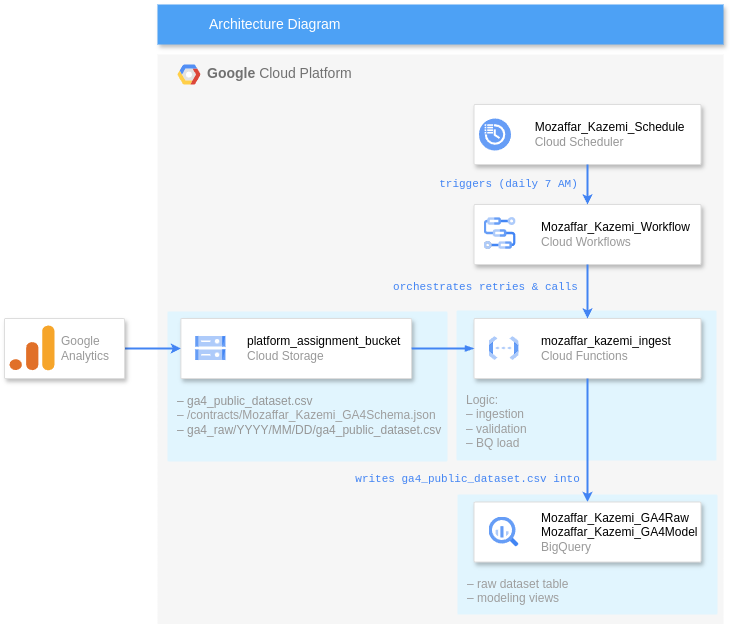 Architecture Diagram
Google Cloud Platform
Mozaffar_Kazemi_Schedule
Cloud Scheduler
triggers (daily 7 AM)
Mozaffar_Kazemi_Workflow
Cloud Workflows
orchestrates retries & calls
Google
Analytics
platform_assignment_bucket
Cloud Storage
– ga4_public_dataset.csv
– /contracts/Mozaffar_Kazemi_GA4Schema.json
– ga4_raw/YYYY/MM/DD/ga4_public_dataset.csv
mozaffar_kazemi_ingest
Cloud Functions
Logic:
– ingestion
– validation
– BQ load
writes ga4_public_dataset.csv into
Mozaffar_Kazemi_GA4Raw
Mozaffar_Kazemi_GA4Model
BigQuery
– raw dataset table
– modeling views